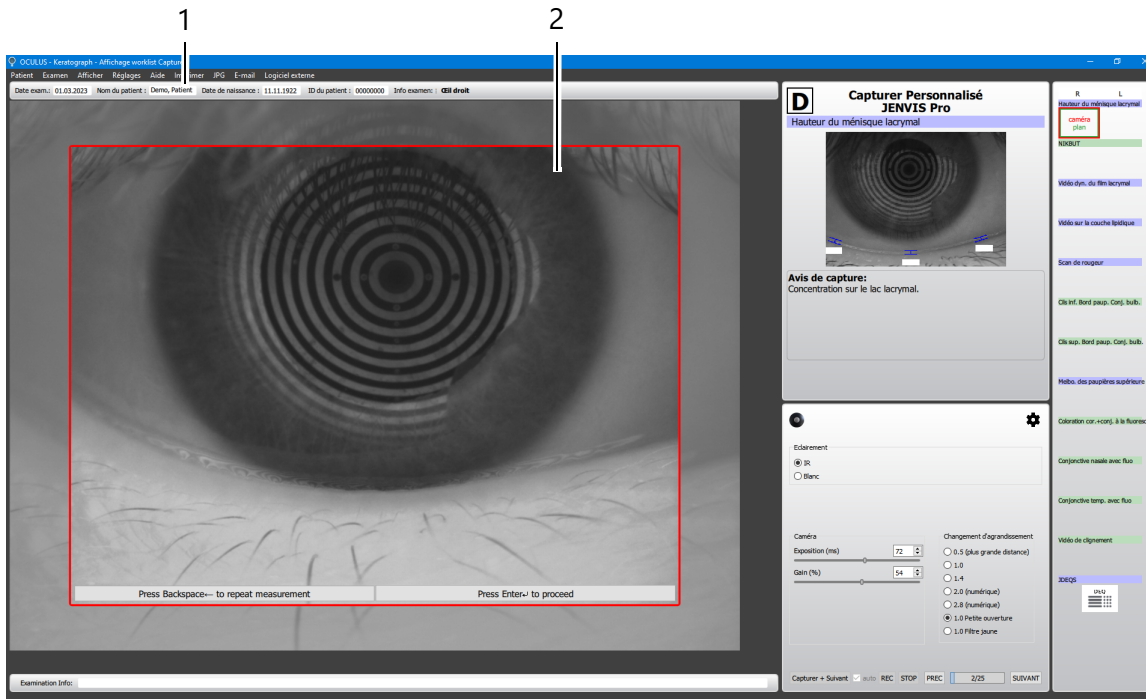 1
2
OCULUS - Keratograph - Affichage worklist Capture
Patient Examen Afficher Réglages Aide Imprimer JPG E-mail Logiciel externe
Date exam.: 01.03.2023 Nom du patient : Demo, Patient Date de naissance : 11.11.1922 ID du patient : 00000000 Info examen: : Œil droit
Press Backspace← to repeat measurement
Press Enter↵ to proceed
Examination Info:
D
Capturer Personnalisé
JENVIS Pro
Hauteur du ménisque lacrymal
Avis de capture:
Concentration sur le lac lacrymal.
Eclairement
IR
Blanc
Caméra
Exposition (ms) 72
Gain (%) 54
Changement d'agrandissement
0.5 (plus grande distance)
1.0
1.4
2.0 (numérique)
2.8 (numérique)
1.0 Petite ouverture
1.0 Filtre jaune
Capturer + Suivant auto REC STOP PREC 2/25 SUIVANT
R L
Hauteur du ménisque lacrymal
caméra
plan
NIKBUT
Vidéo dyn. du film lacrymal
Vidéo sur la couche lipidique
Scan de rougeur
Clis inf. Bord paup. Conj. bulb.
Clis sup. Bord paup. Conj. bulb.
Meibo. des paupières supérieure
Coloration cor.+conj. à la fluoresc
Conjonctive nasale avec fluo
Conjonctive temp. avec fluo
Vidéo de clignement
JDEQS